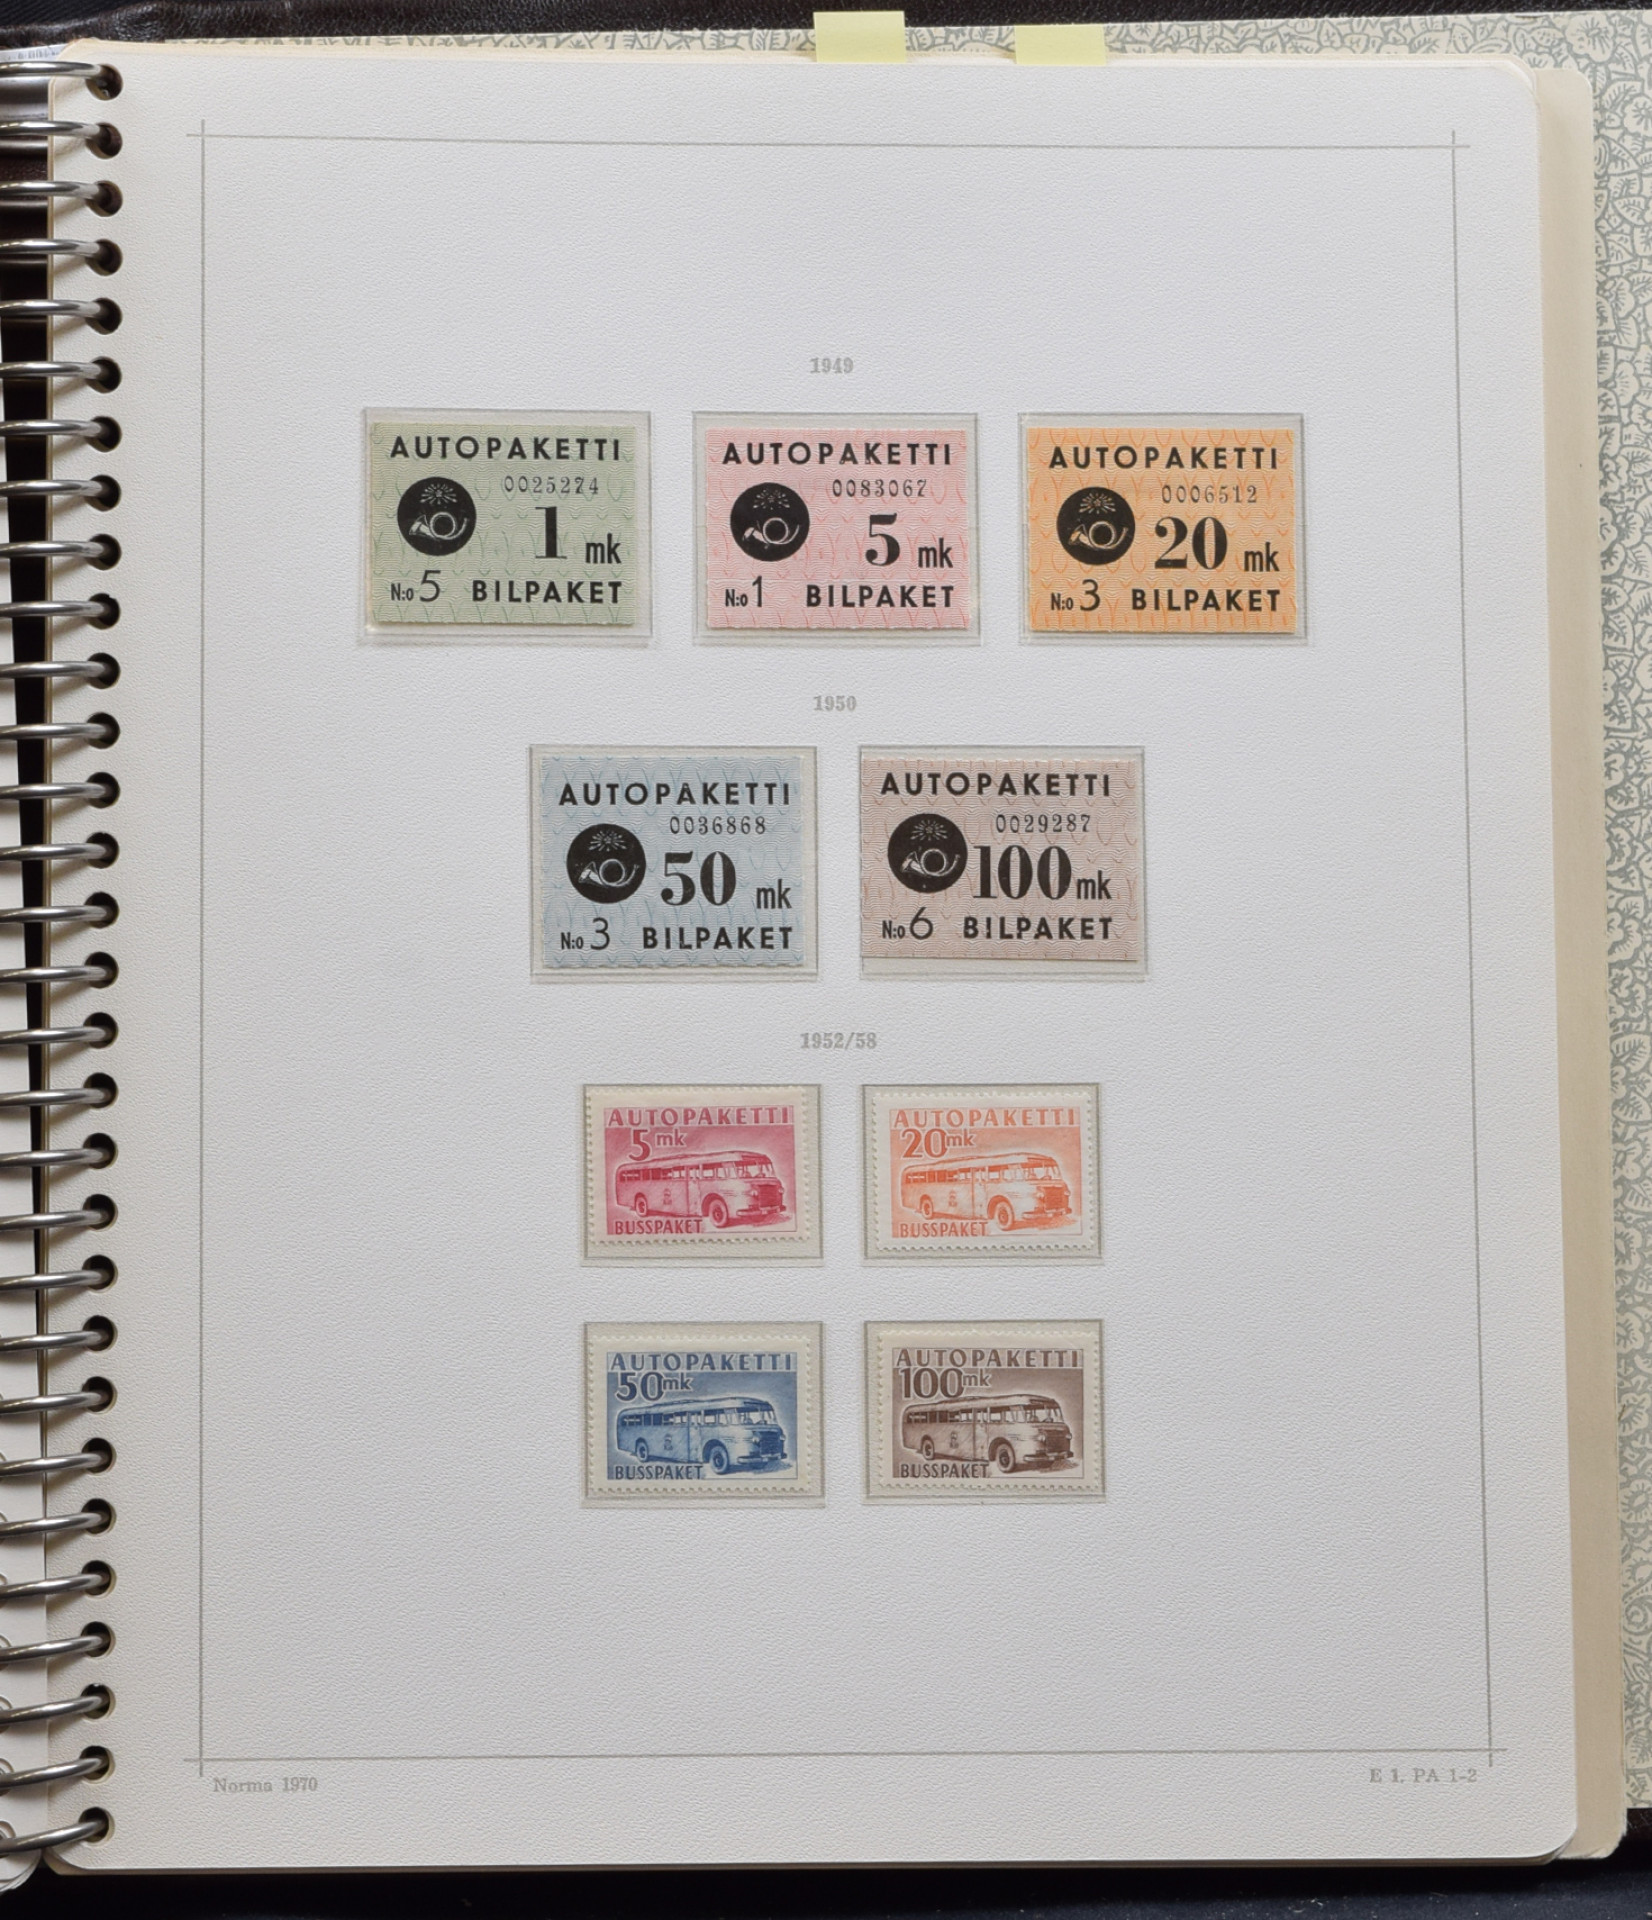 1949
AUTOPAKETTI
0025274
1 mk
N:o 5 BILPAKET
AUTOPAKETTI
0083067
5 mk
N:o 1 BILPAKET
AUTOPAKETTI
0006512
20 mk
N:o 3 BILPAKET
1950
AUTOPAKETTI
0036868
50 mk
N:o 3 BILPAKET
AUTOPAKETTI
0029287
100 mk
N:o 6 BILPAKET
1952/58
AUTOPAKETTI
5 mk
BUSSPAKET
AUTOPAKETTI
20 mk
BUSSPAKET
AUTOPAKETTI
50 mk
BUSSPAKET
AUTOPAKETTI
100 mk
BUSSPAKET
Norma 1970
E 1, PA 1-2